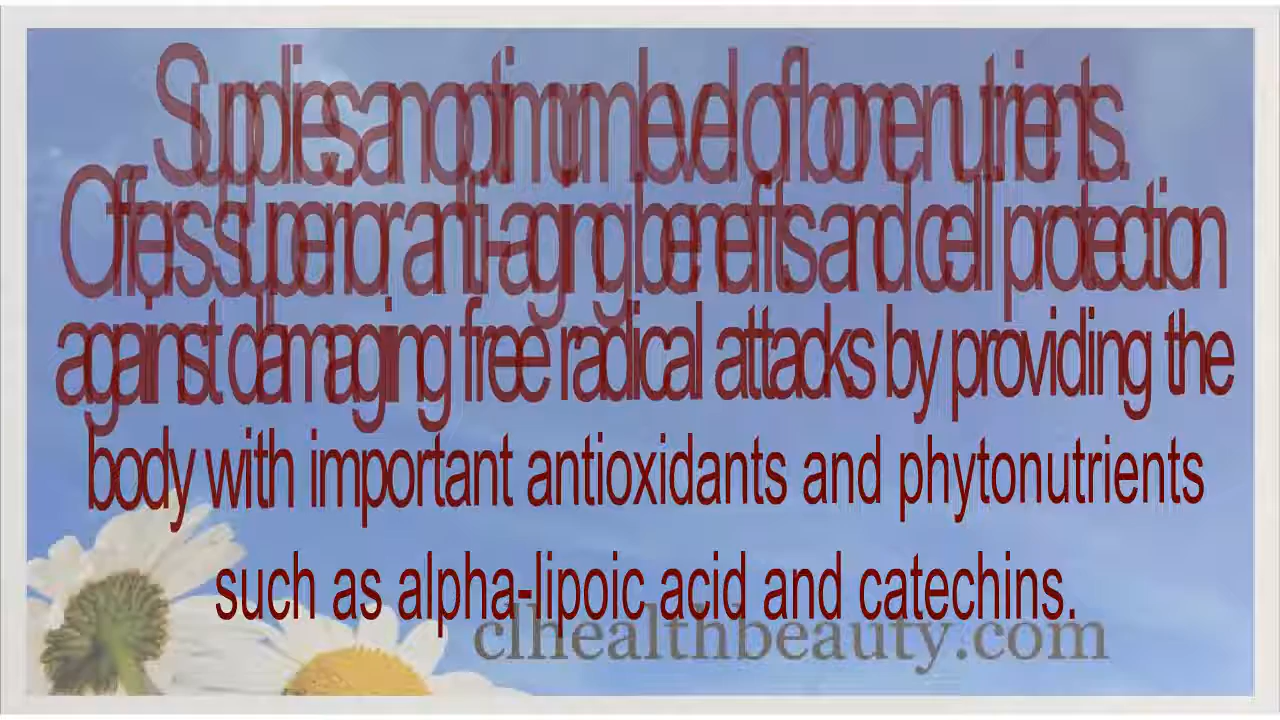 Supplies an optimum level of bone nutrients.
Offers superior anti-aging benefits and cell protection
against damaging free radical attacks by providing the
body with important antioxidants and phytonutrients
such as alpha-lipoic acid and catechins.
clhealthbeauty.com